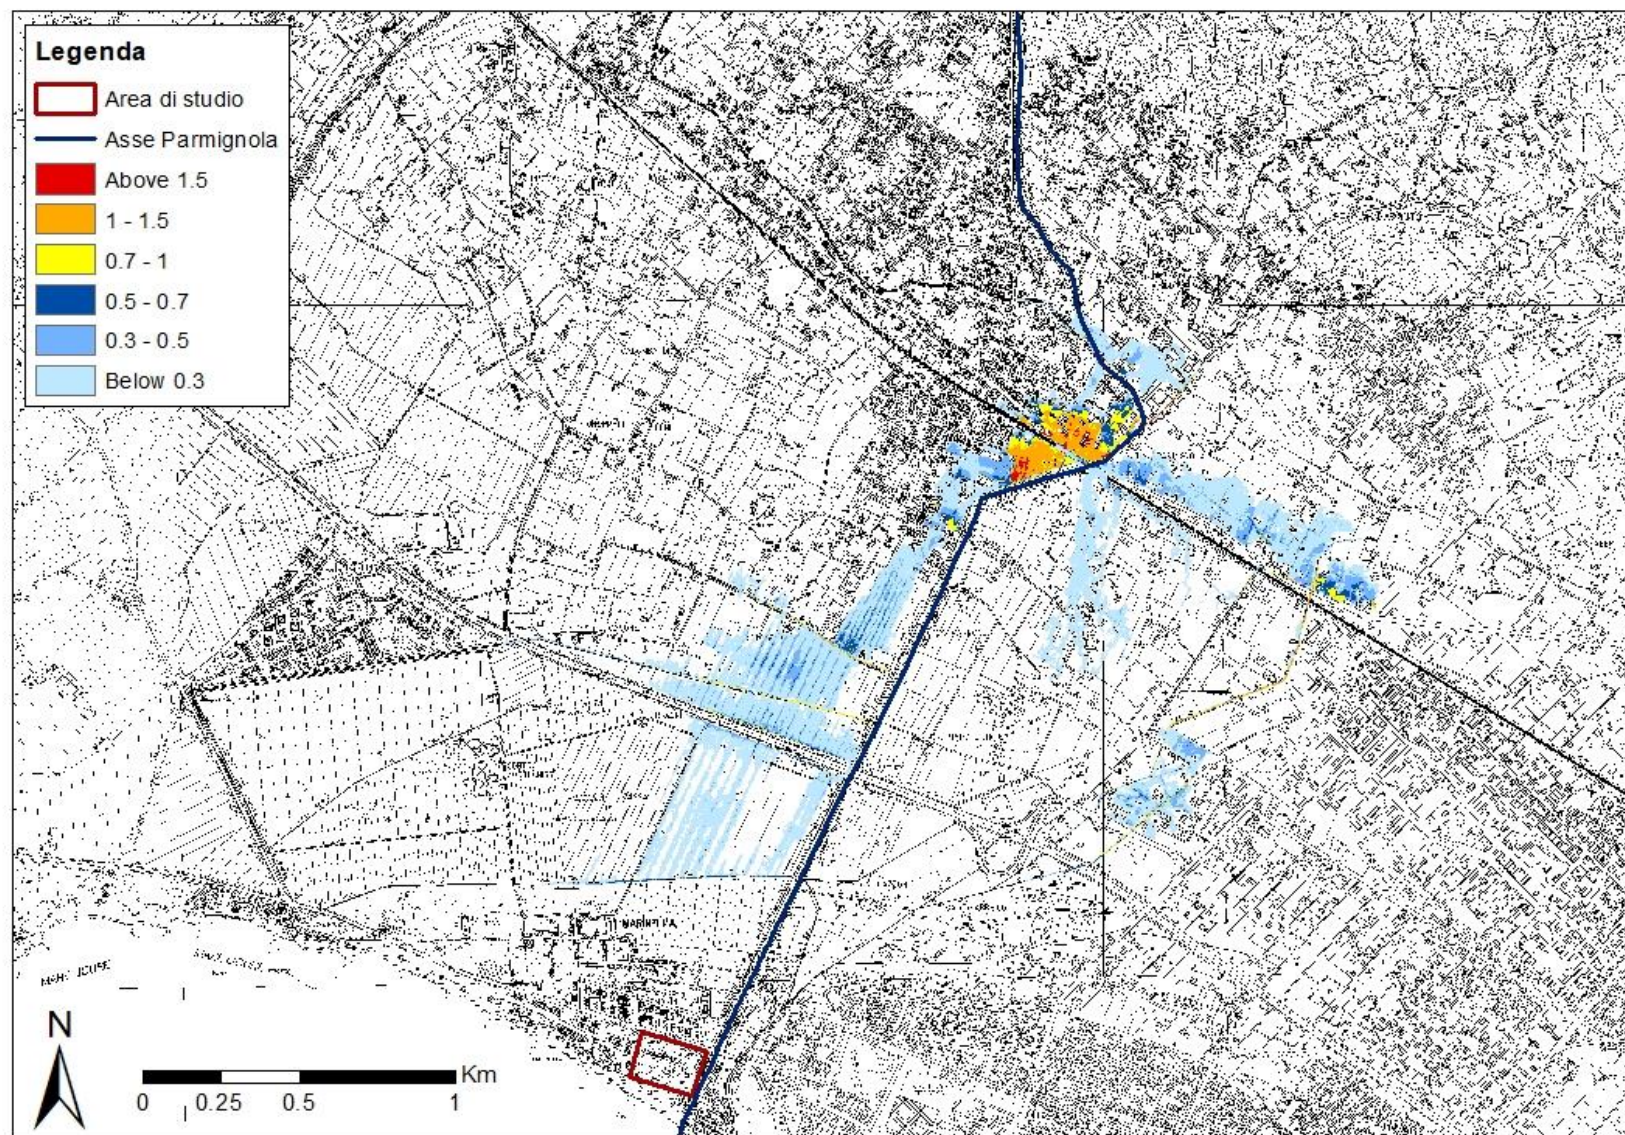 Legenda
Area di studio
Asse Parmignola
Above 1.5
1 - 1.5
0.7 - 1
0.5 - 0.7
0.3 - 0.5
Below 0.3
N
Km
0 0.25 0.5 1